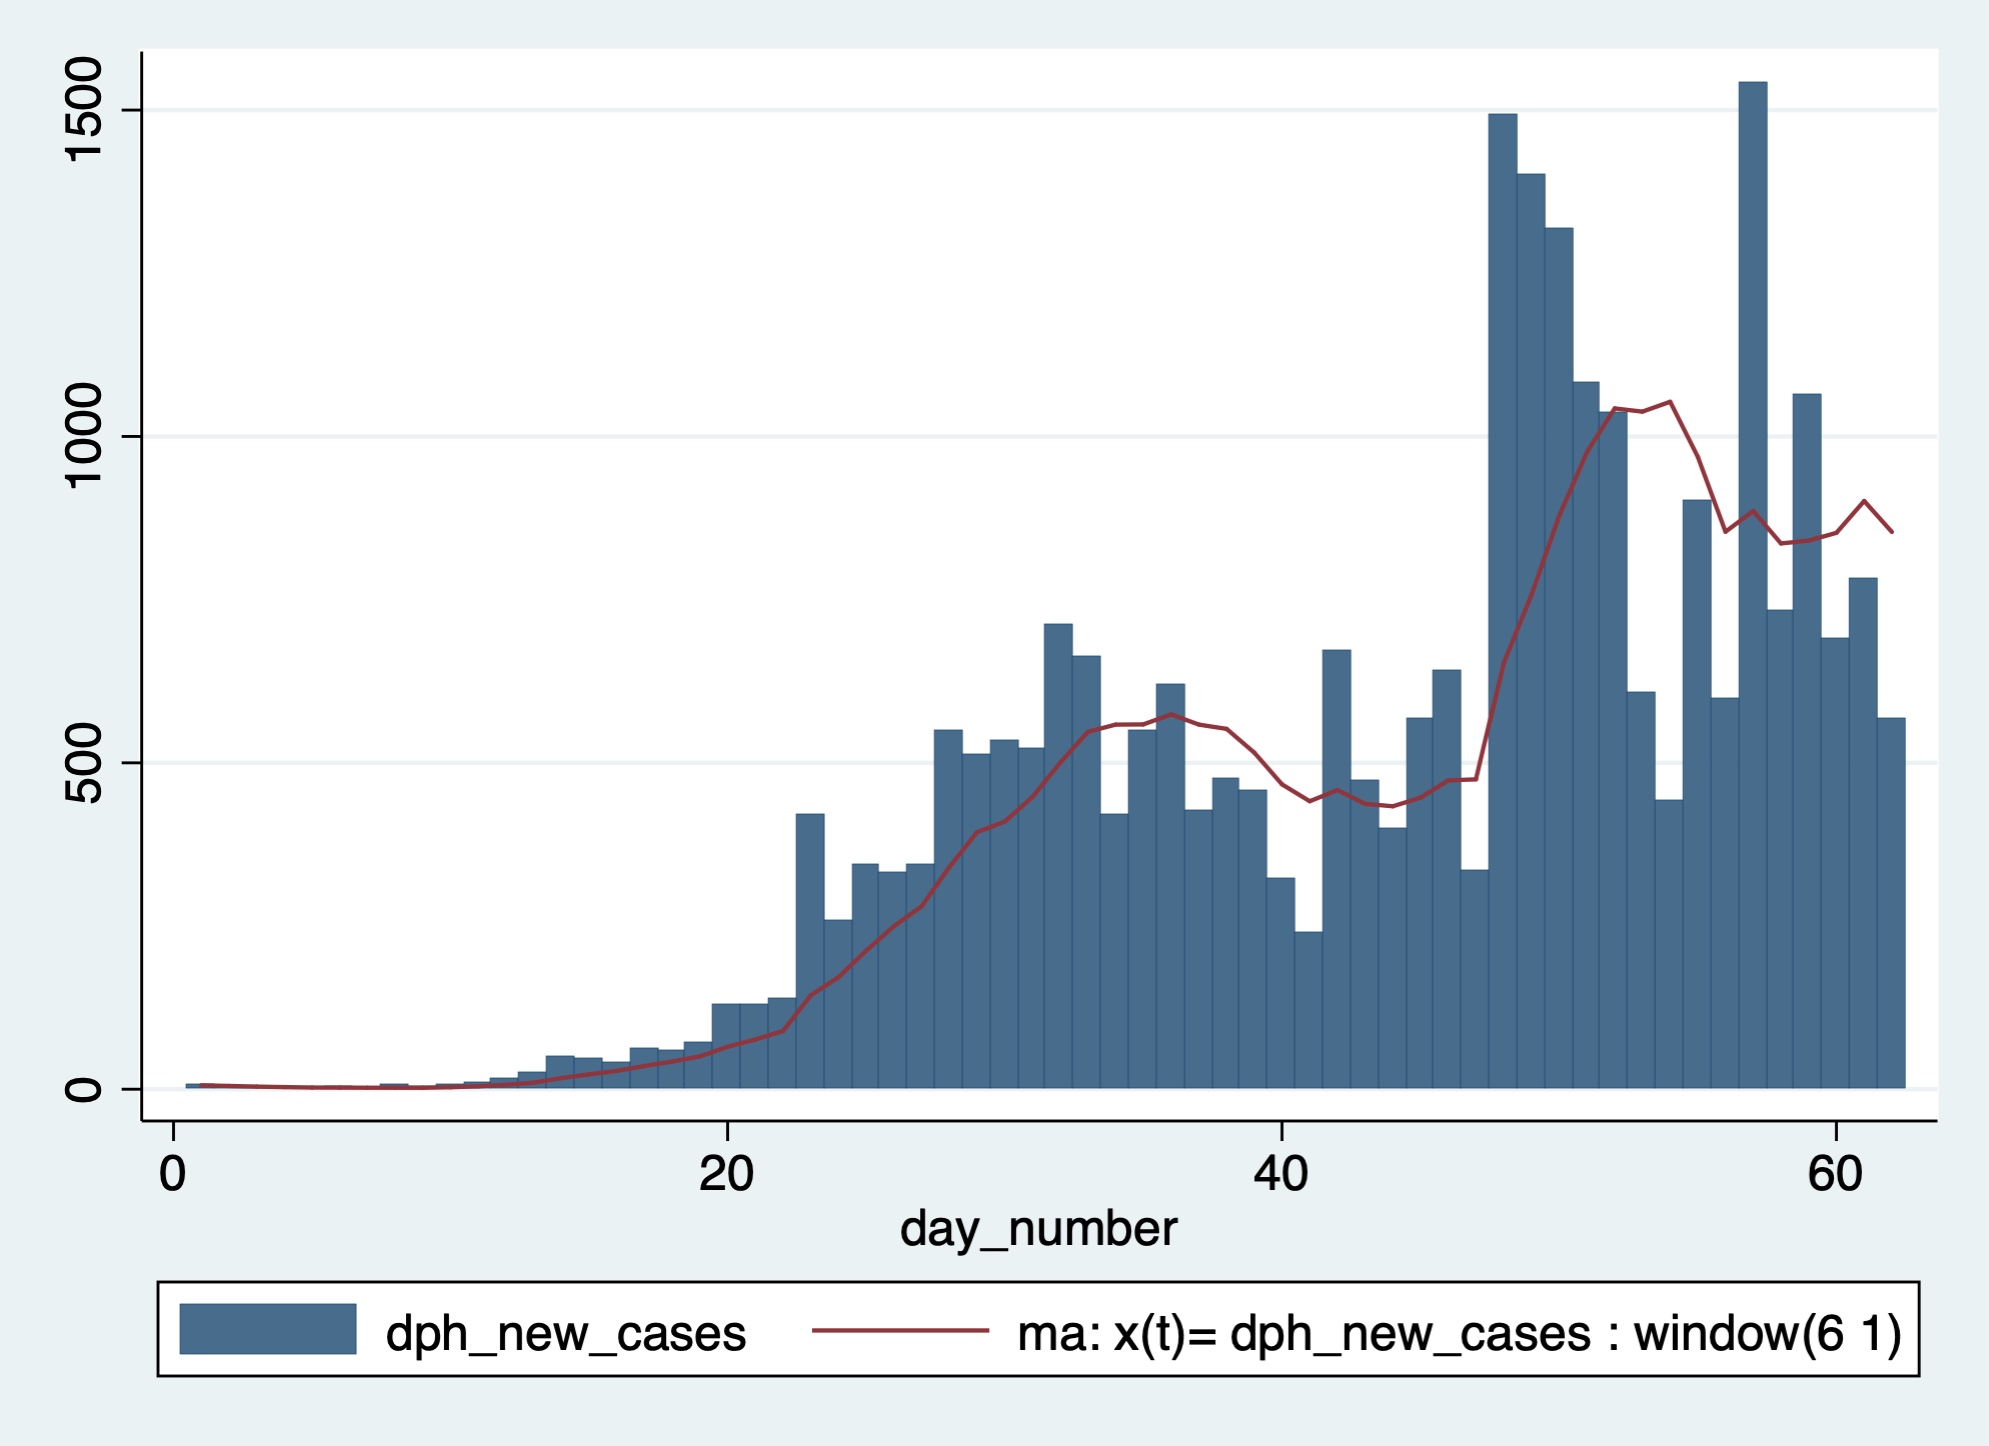 1500
1000
500
0
0 20 40 60
day_number
dph_new_cases ma: x(t)= dph_new_cases : window(6 1)